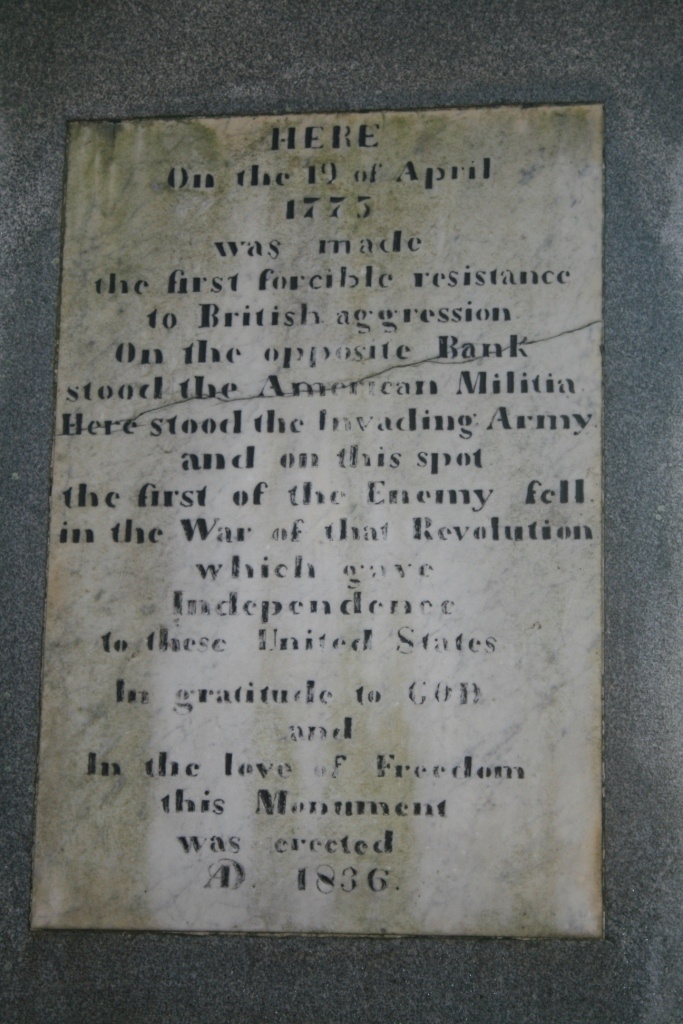 HERE
On the 19 of April
1775
was made
the first forcible resistance
to British aggression
On the opposite Bank
stood the American Militia
Here stood the Invading Army
and on this spot
the first of the Enemy fell
in the War of that Revolution
which gave
Independence
to these United States
In gratitude to GOD
and
In the love of Freedom
this Monument
was erected
AD. 1836.